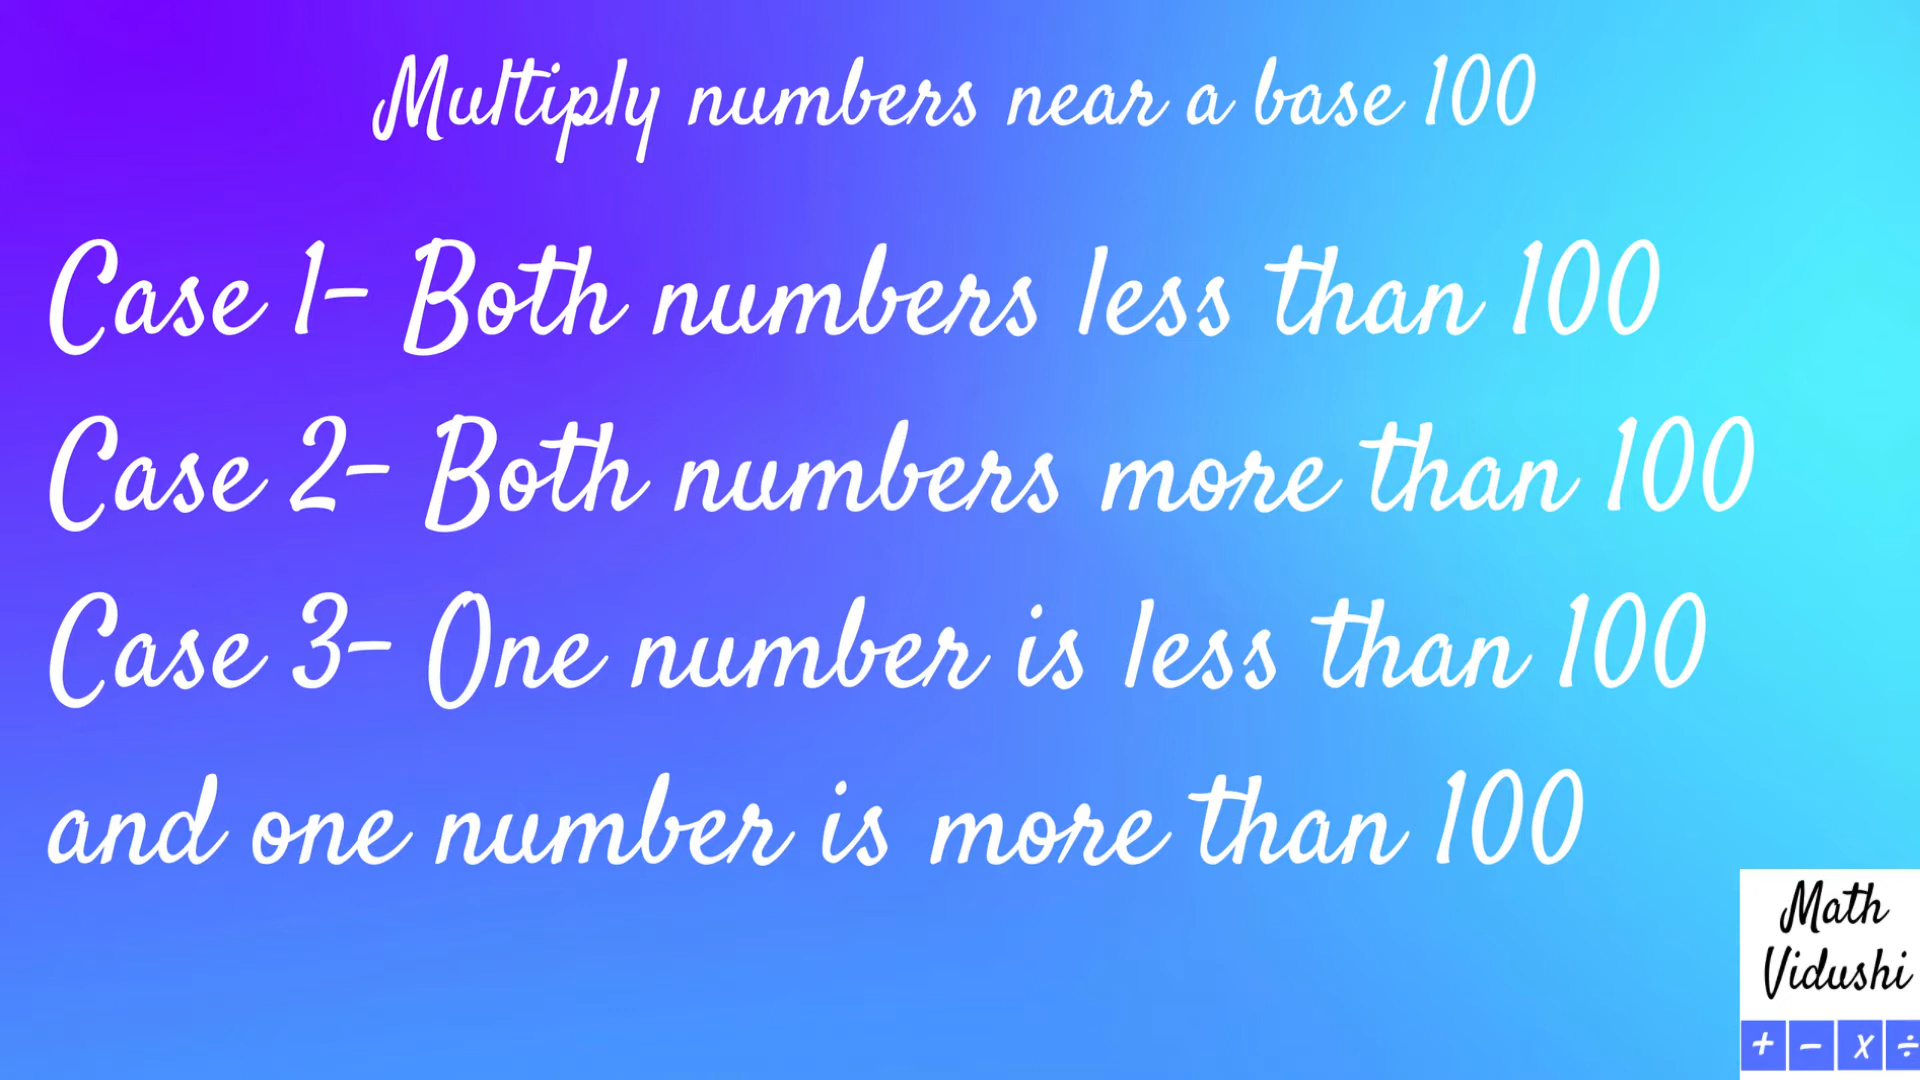 Multiply numbers near a base 100
Case 1- Both numbers less than 100
Case 2- Both numbers more than 100
Case 3- One number is less than 100
and one number is more than 100
Math
Vidushi
+ - x ÷